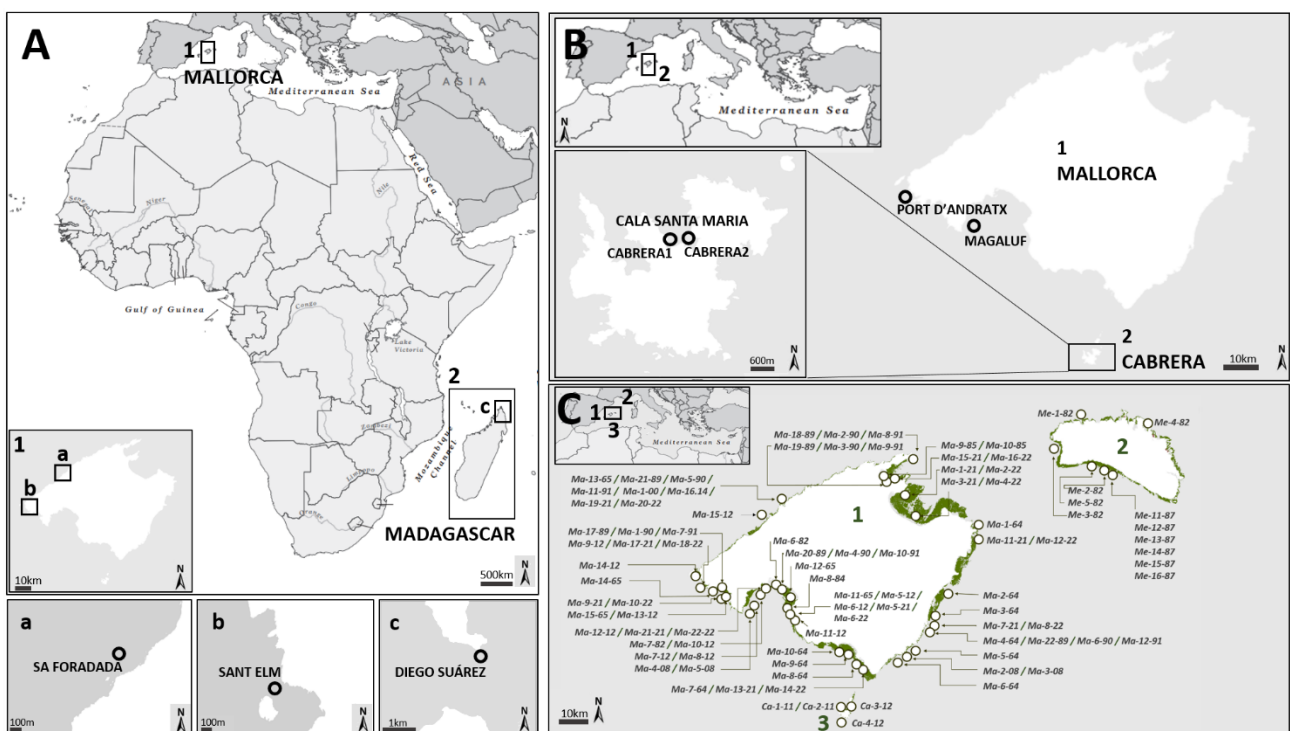 A
1
MALLORCA
Mediterranean Sea
ASIA
Red Sea
Nile
Senegal
Niger
Gulf of Guinea
Congo
Lake
Victoria
Zambezi
Mozambique
Channel
Limpopo
Orange
2
c
MADAGASCAR
500km
N
1
a
b
10km
N
a
SA FORADADA
100m
N
b
SANT ELM
100m
N
c
DIEGO SUÁREZ
1km
N
B
1
2
Mediterranean Sea
N
CALA SANTA MARIA
CABRERA1
CABRERA2
600m
N
1
MALLORCA
PORT D'ANDRATX
MAGALUF
2
CABRERA
10km
N
C
1
2
3
Mediterranean Sea
Ma-18-89 / Ma-2-90 / Ma-8-91
Ma-19-89 / Ma-3-90 / Ma-9-91
Ma-9-85 / Ma-10-85
Ma-15-21 / Ma-16-22
Ma-1-21 / Ma-2-22
Ma-3-21 / Ma-4-22
Ma-13-65 / Ma-21-89 / Ma-5-90 /
Ma-11-91 / Ma-1-00 / Ma-16.14 /
Ma-19-21 / Ma-20-22
Ma-15-12
Ma-17-89 / Ma-1-90 / Ma-7-91
Ma-9-12 / Ma-17-21 / Ma-18-22
Ma-14-12
Ma-14-65
Ma-9-21 / Ma-10-22
Ma-15-65 / Ma-13-12
Ma-12-12 / Ma-21-21 / Ma-22-22
Ma-7-82 / Ma-10-12
Ma-7-12 / Ma-8-12
Ma-4-08 / Ma-5-08
Ma-6-82
Ma-20-89 / Ma-4-90 / Ma-10-91
Ma-12-65
Ma-8-84
Ma-11-65 / Ma-5-12 /
Ma-6-12 / Ma-5-21 /
Ma-6-22
Ma-11-12
Ma-10-64
Ma-9-64
Ma-8-64
Ma-7-64 / Ma-13-21 / Ma-14-22
1
Ma-1-64
Ma-11-21 / Ma-12-22
Ma-2-64
Ma-3-64
Ma-7-21 / Ma-8-22
Ma-4-64 / Ma-22-89 / Ma-6-90 / Ma-12-91
Ma-5-64
Ma-2-08 / Ma-3-08
Ma-6-64
Me-1-82
Me-4-82
2
Me-2-82
Me-5-82
Me-3-82
Me-11-87
Me-12-87
Me-13-87
Me-14-87
Me-15-87
Me-16-87
Ca-1-11 / Ca-2-11
Ca-3-12
Ca-4-12
3
10km
N